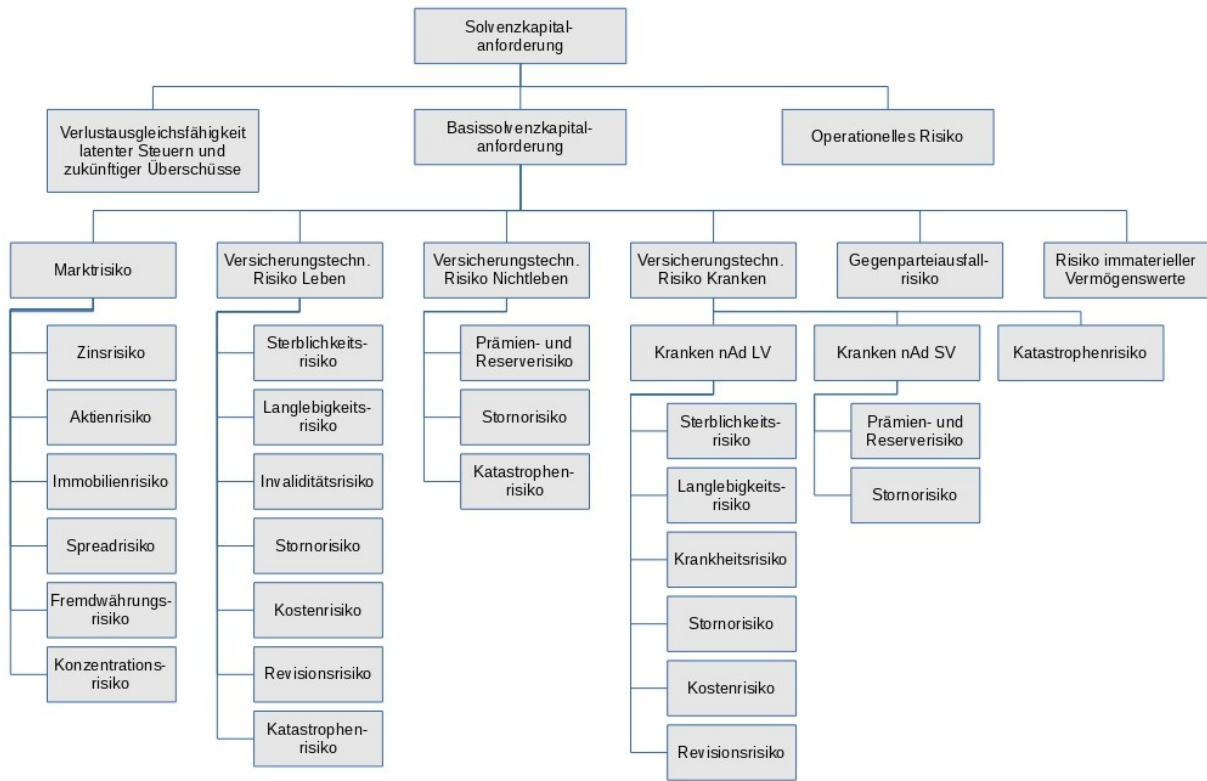 Solvenzkapital-
anforderung
Verlustausgleichsfähigkeit
latenter Steuern und
zukünftiger Überschüsse
Basissolvenzkapital-
anforderung
Operationelles Risiko
Marktrisiko
Versicherungstechn.
Risiko Leben
Versicherungstechn.
Risiko Nichtleben
Versicherungstechn.
Risiko Kranken
Gegenparteiausfall-
risiko
Risiko immaterieller
Vermögenswerte
Zinsrisiko
Aktienrisiko
Immobilienrisiko
Spreadrisiko
Fremdwährungs-
risiko
Konzentrations-
risiko
Sterblichkeits-
risiko
Langlebigkeits-
risiko
Invaliditätsrisiko
Stornorisiko
Kostenrisiko
Revisionsrisiko
Katastrophen-
risiko
Prämien- und
Reserverisiko
Stornorisiko
Katastrophen-
risiko
Kranken nAd LV
Sterblichkeits-
risiko
Langlebigkeits-
risiko
Krankheitsrisiko
Stornorisiko
Kostenrisiko
Revisionsrisiko
Kranken nAd SV
Prämien- und
Reserverisiko
Stornorisiko
Katastrophenrisiko